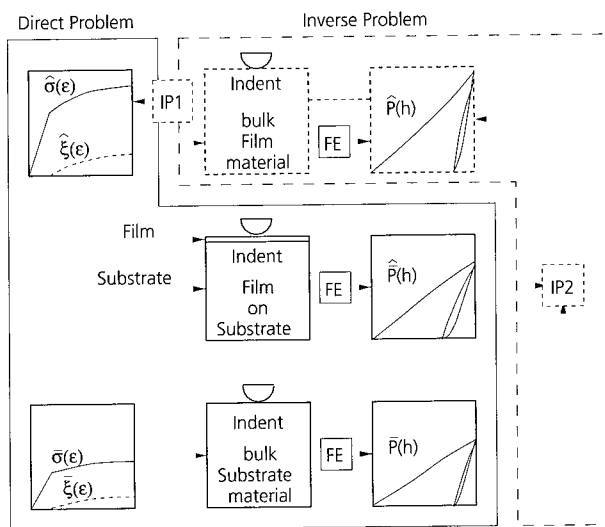 Direct Problem
Inverse Problem
σ̂(ε)
ξ̂(ε)
IP1
Indent
bulk
Film
material
FE
P̂(h)
Film
Substrate
Indent
Film
on
Substrate
FE
P̂̄(h)
IP2
σ̄(ε)
ξ̄(ε)
Indent
bulk
Substrate
material
FE
P̄(h)